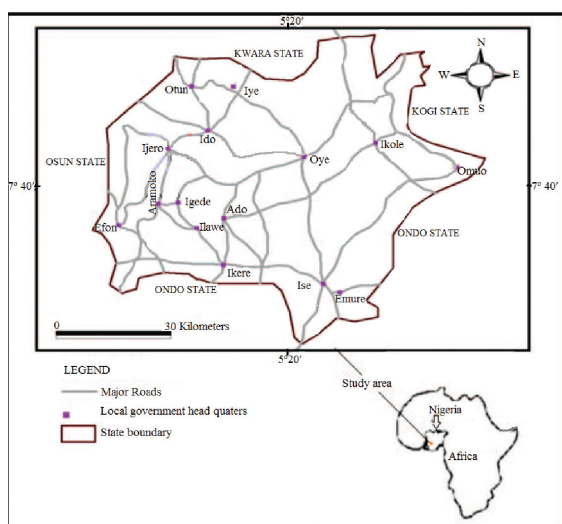 5° 20'
KWARA STATE
N
W E
S
Otun
Iye
KOGI STATE
Ido
Ijero
Oye
Ikole
OSUN STATE
Omuo
7° 40'
7° 40'
Aramoko
Igede
Ado
Efon
Ilawe
ONDO STATE
Ikere
ONDO STATE
Ise
Emure
0 30 Kilometers
5° 20'
LEGEND
Major Roads
Local government head quaters
State boundary
Study area
Nigeria
Africa